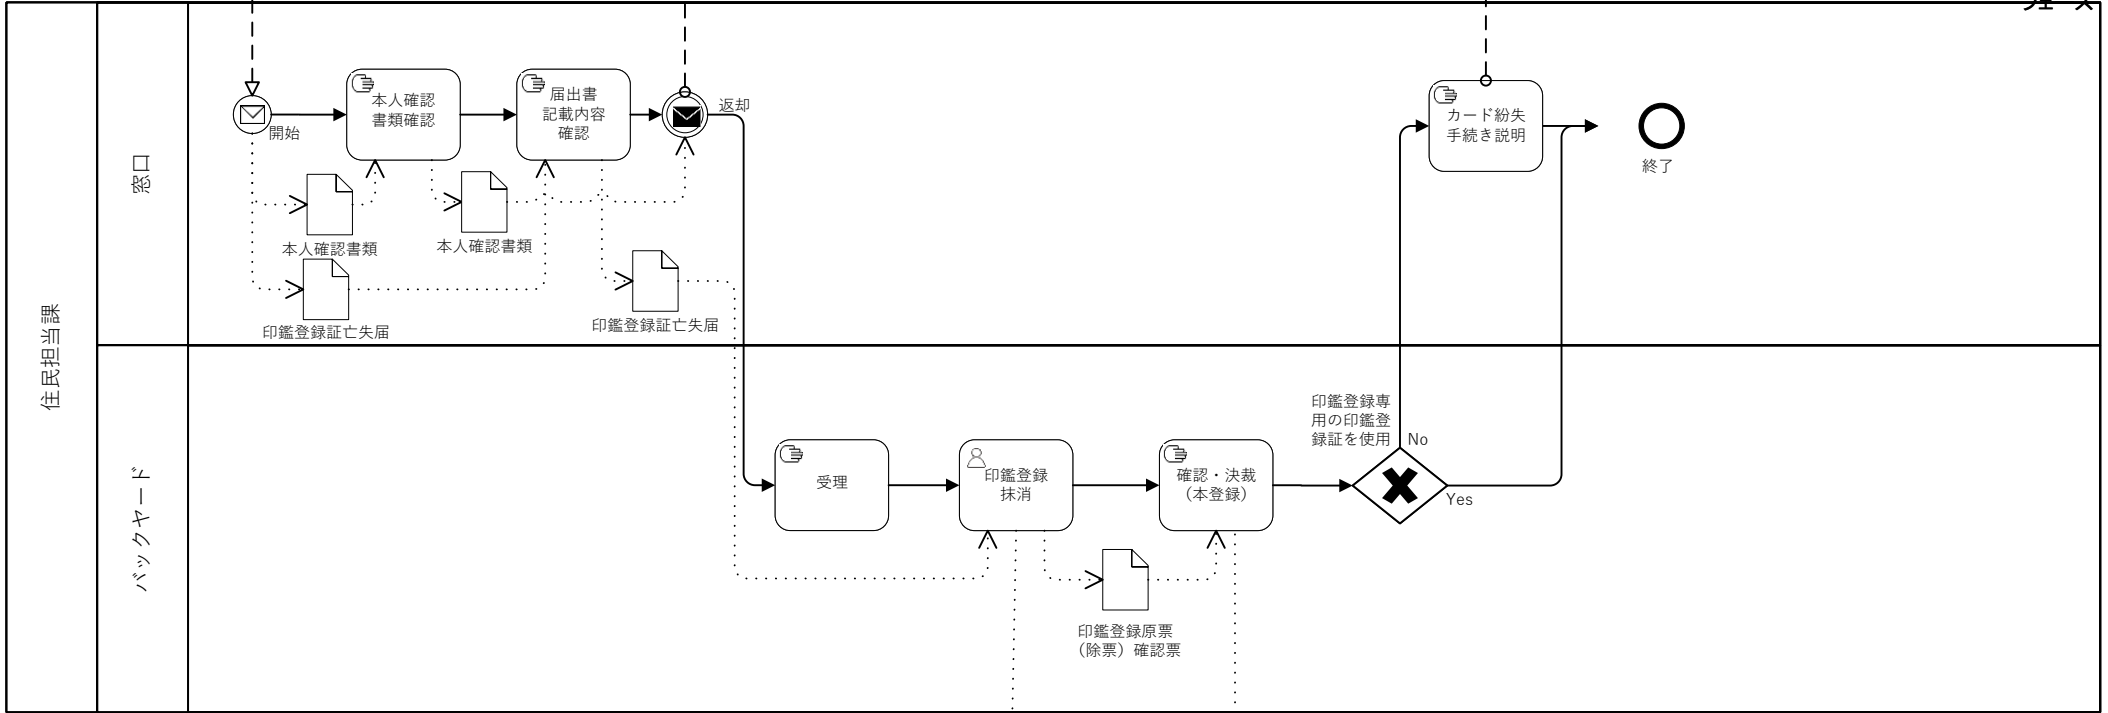 住民担当課
窓口
開始
本人確認
書類確認
届出書
記載内容
確認
返却
カード紛失
手続き説明
終了
本人確認書類
本人確認書類
印鑑登録証亡失届
印鑑登録証亡失届
バックヤード
受理
印鑑登録
抹消
確認・決裁
（本登録）
印鑑登録専
用の印鑑登
録証を使用
No
Yes
印鑑登録原票
（除票）確認票